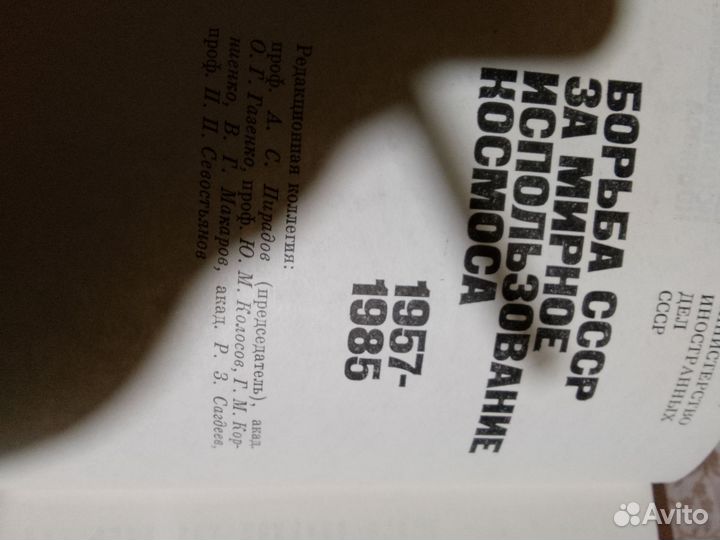 МИНИСТЕРСТВО
ИНОСТРАННЫХ
ДЕЛ
СССР
БОРЬБА СССР
ЗА МИРНОЕ
ИСПОЛЬЗОВАНИЕ
КОСМОСА
1957-
1985
Редакционная коллегия:
проф. А. С. Пирадов (председатель), акад.
О. Г. Газенко, проф. Ю. М. Колосов, Г. М. Кор-
ниенко, В. Г. Макаров, акад. Р. З. Сагдеев,
проф. П. П. Севостьянов
Avito